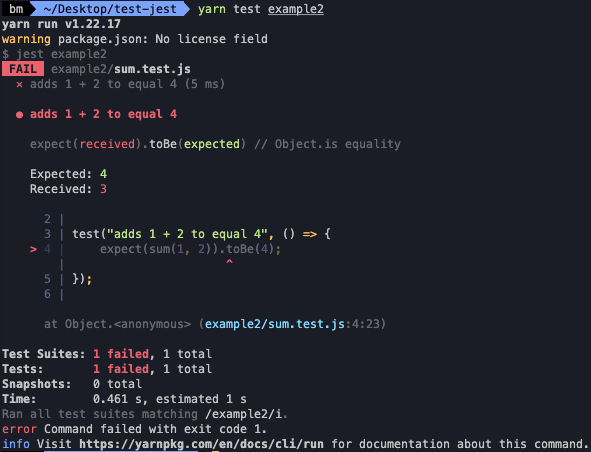 bm ~/Desktop/test-jest yarn test example2
yarn run v1.22.17
warning package.json: No license field
$ jest example2
FAIL example2/sum.test.js
✕ adds 1 + 2 to equal 4 (5 ms)
● adds 1 + 2 to equal 4
expect(received).toBe(expected) // Object.is equality
Expected: 4
Received: 3
2 |
3 | test("adds 1 + 2 to equal 4", () => {
> 4 | expect(sum(1, 2)).toBe(4);
| ^
5 | });
6 |
at Object.<anonymous> (example2/sum.test.js:4:23)
Test Suites: 1 failed, 1 total
Tests: 1 failed, 1 total
Snapshots: 0 total
Time: 0.461 s, estimated 1 s
Ran all test suites matching /example2/i.
error Command failed with exit code 1.
info Visit https://yarnpkg.com/en/docs/cli/run for documentation about this command.